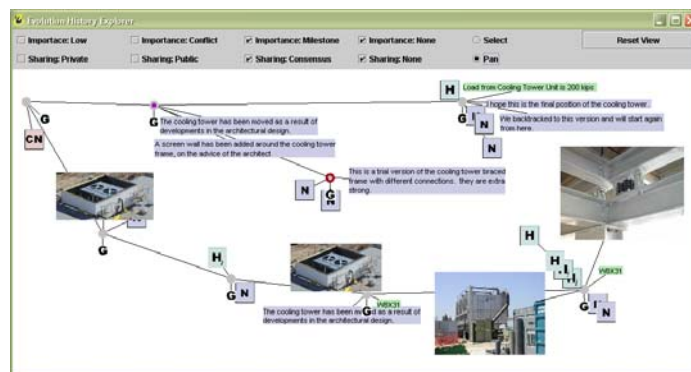 Evolution History Explorer
Importace: Low
Importance: Conflict
Importance: Milestone
Importance: None
Select
Reset View
Sharing: Private
Sharing: Public
Sharing: Consensus
Sharing: None
Pan
H
Load from Cooling Tower Unit is 200 kips.
I hope this is the final position of the cooling tower.
G
G
The cooling tower has been moved as a result of
developments in the architectural design.
G
N
We backtracked to this version and will start again
from here.
CN
A screen wall has been added around the cooling tower
frame, on the advice of the architect.
N
This is a trial version of the cooling tower braced
frame with different connections. they are extra
strong.
N
G
H
G
H
H
W8X31
G
N
W8X31
G
The cooling tower has been moved as a result of
developments in the architectural design.
G
N